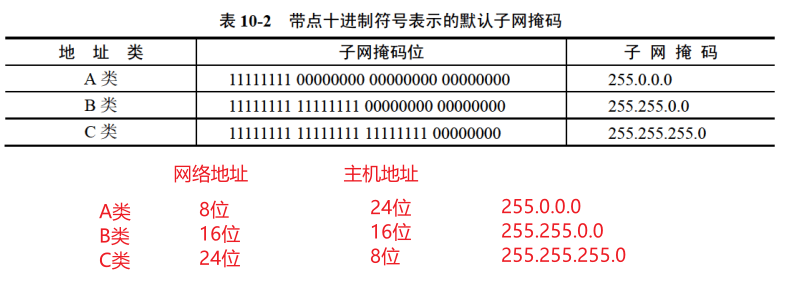 表 10-2 带点十进制符号表示的默认子网掩码
地 址 类 子网掩码位 子 网 掩 码
A 类 11111111 00000000 00000000 00000000 255.0.0.0
B 类 11111111 11111111 00000000 00000000 255.255.0.0
C 类 11111111 11111111 11111111 00000000 255.255.255.0
网络地址 主机地址
A类 8位 24位 255.0.0.0
B类 16位 16位 255.255.0.0
C类 24位 8位 255.255.255.0